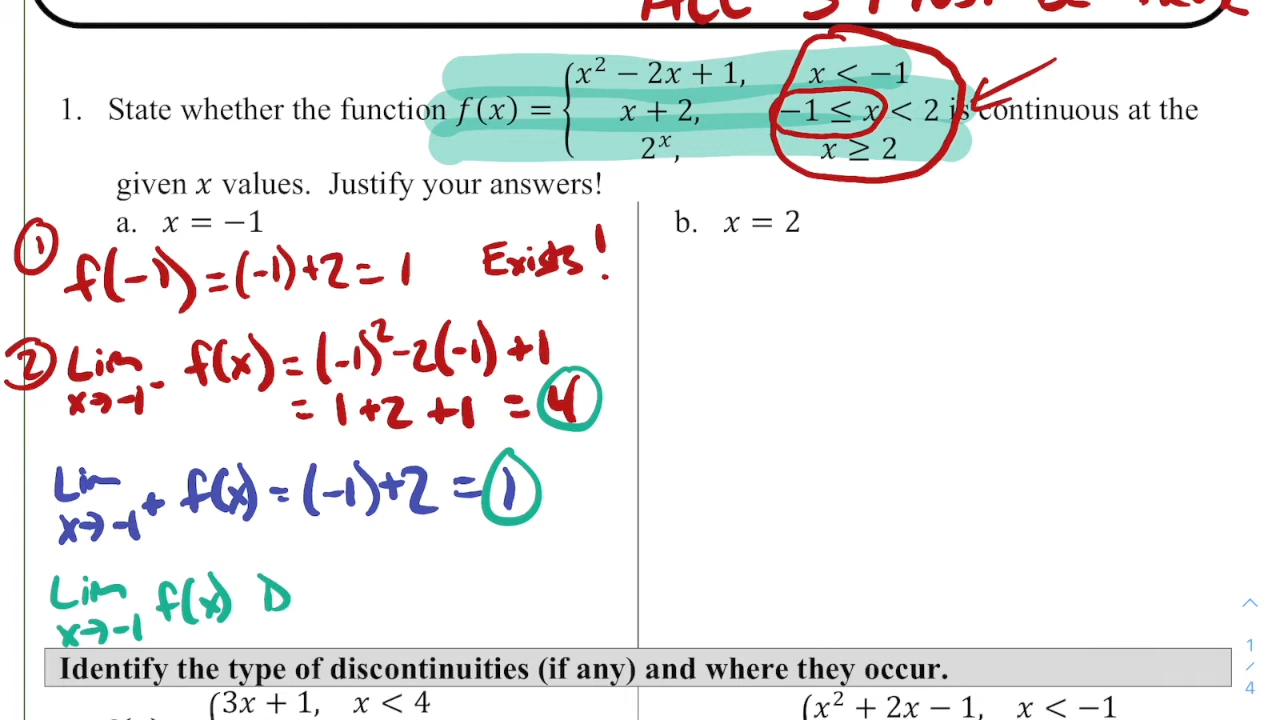 1. State whether the function f(x) = { x² − 2x + 1, x < −1
x + 2, −1 ≤ x < 2 is continuous at the
2ˣ, x ≥ 2
given x values. Justify your answers!
a. x = −1
① f(-1) = (-1)+2 = 1 Exists!
② Lim x→-1⁻ f(x) = (-1)² -2(-1) +1
= 1+2+1 = 4
Lim x→-1⁺ f(x) = (-1)+2 = 1
Lim x→-1 f(x) D
b. x = 2
Identify the type of discontinuities (if any) and where they occur.
{3x + 1, x < 4
{x² + 2x − 1, x < −1
1
/
4